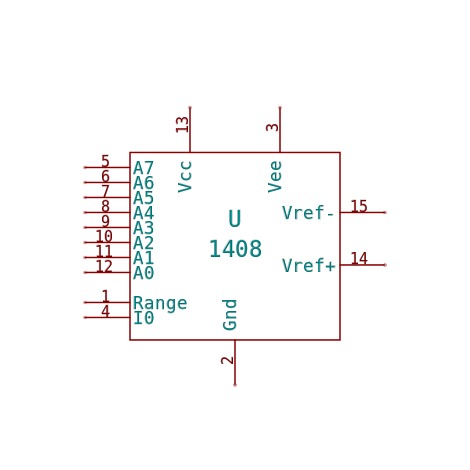 13
3
Vcc
Vee
5 A7
6 A6
7 A5
8 A4
9 A3
10 A2
11 A1
12 A0
1 Range
4 I0
U
1408
Vref- 15
Vref+ 14
Gnd
2